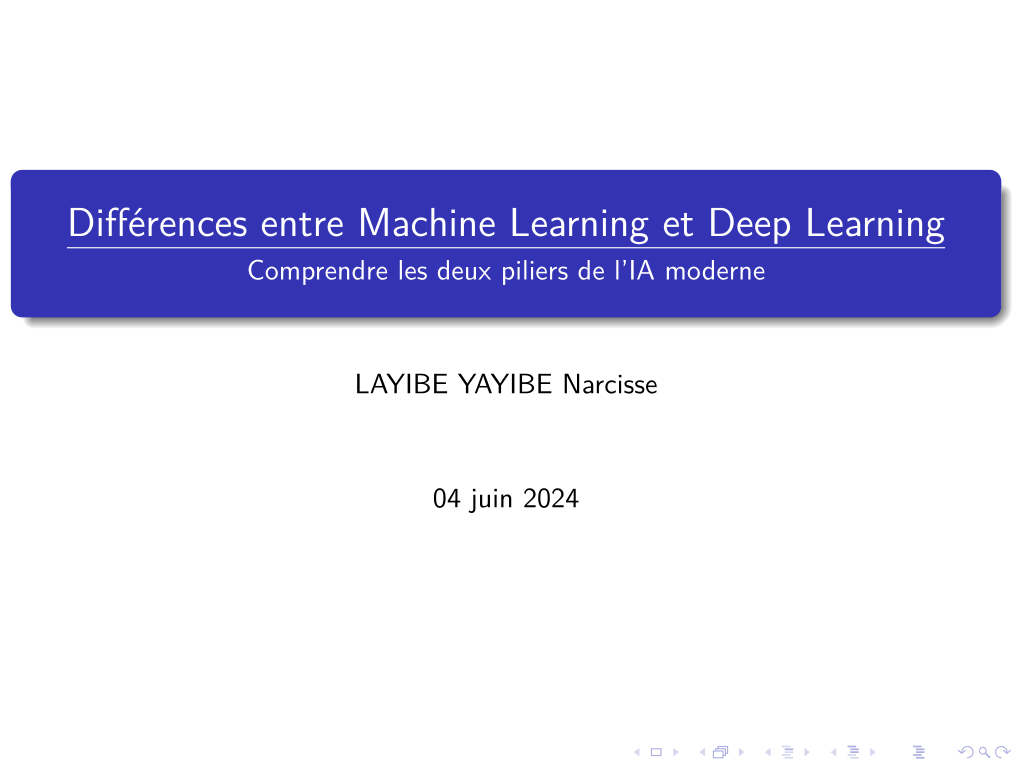 Différences entre Machine Learning et Deep Learning
Comprendre les deux piliers de l'IA moderne
LAYIBE YAYIBE Narcisse
04 juin 2024